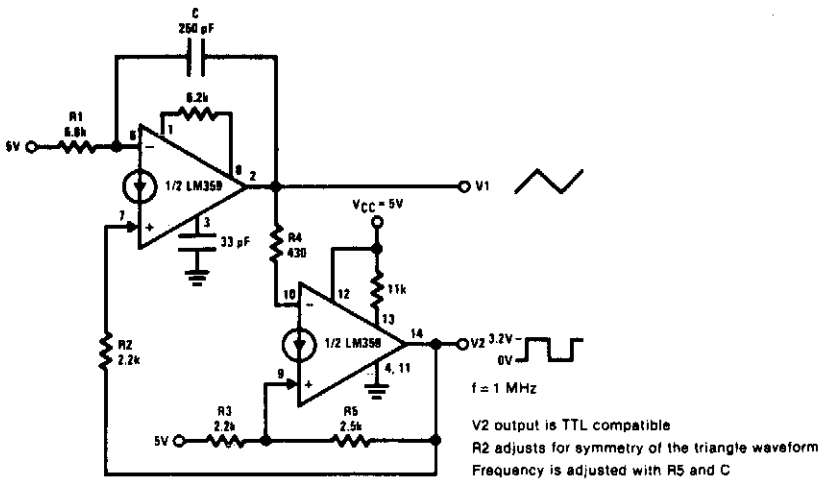 C
250 pF
R1
6.8k
5V
6
−
1
6.2k
8
2
1/2 LM359
7
+
3
33 pF
V1
R4
430
VCC = 5V
12
11k
13
10
−
1/2 LM359
14
V2
3.2V
0V
9
+
4, 11
f = 1 MHz
R2
2.2k
R3
2.2k
5V
R5
2.5k
V2 output is TTL compatible
R2 adjusts for symmetry of the triangle waveform
Frequency is adjusted with R5 and C